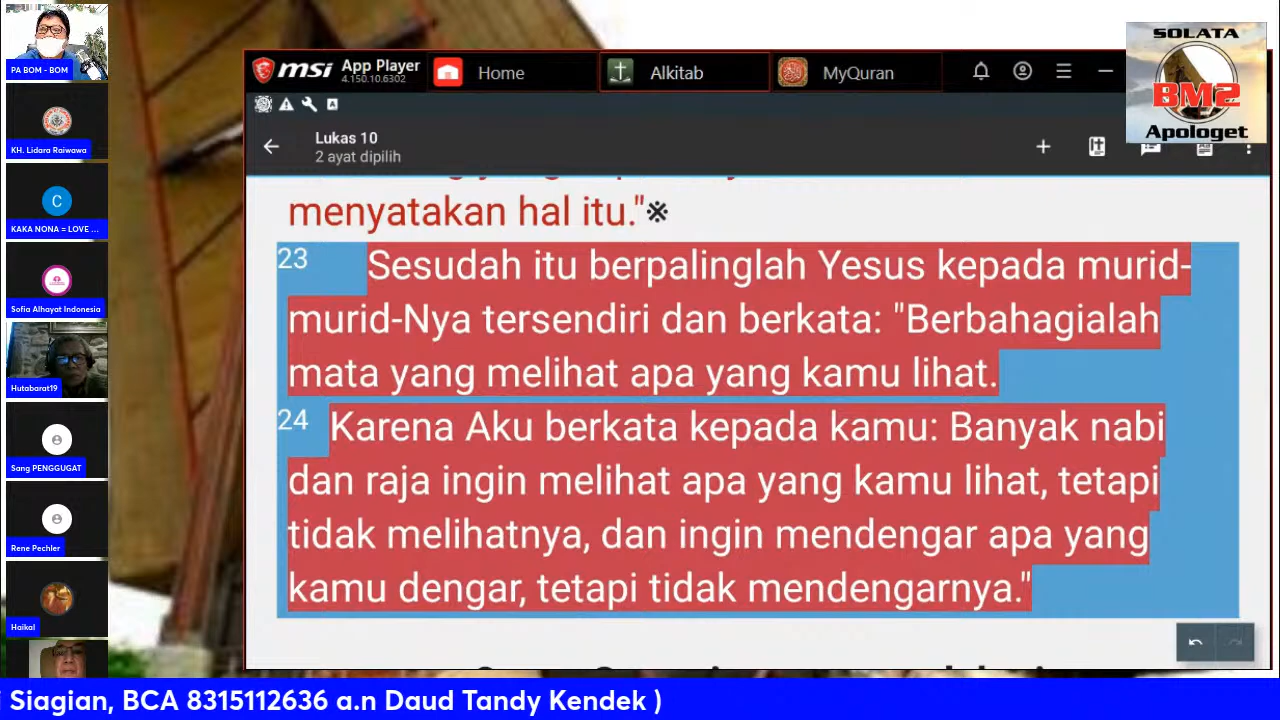 PA BOM - BOM
KH. Lidara Raiwawa
C
KAKA NONA = LOVE ...
Sofia Alhayat Indonesia
Hutabarat19
Sang PENGGUGAT
Rene Pechler
Haikal
msi App Player
4.150.10.6302
Home
Alkitab
MyQuran
SOLATA
BM2
Apologet
Lukas 10
2 ayat dipilih
menyatakan hal itu."※
23 Sesudah itu berpalinglah Yesus kepada murid-
murid-Nya tersendiri dan berkata: "Berbahagialah
mata yang melihat apa yang kamu lihat.
24 Karena Aku berkata kepada kamu: Banyak nabi
dan raja ingin melihat apa yang kamu lihat, tetapi
tidak melihatnya, dan ingin mendengar apa yang
kamu dengar, tetapi tidak mendengarnya."
Siagian, BCA 8315112636 a.n Daud Tandy Kendek )